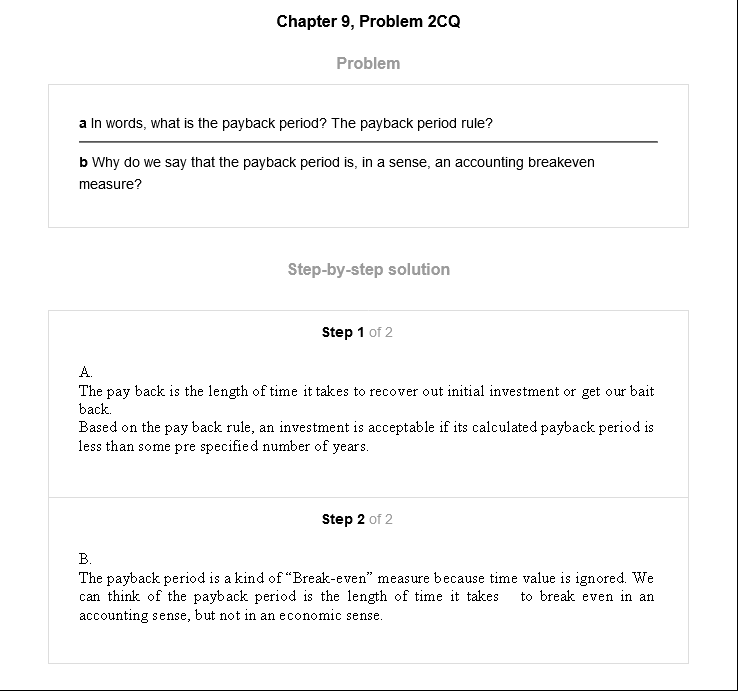 Chapter 9, Problem 2CQ
Problem
a In words, what is the payback period? The payback period rule?
b Why do we say that the payback period is, in a sense, an accounting breakeven
measure?
Step-by-step solution
Step 1 of 2
A.
The pay back is the length of time it takes to recover out initial investment or get our bait
back.
Based on the pay back rule, an investment is acceptable if its calculated payback period is
less than some pre specified number of years.
Step 2 of 2
B.
The payback period is a kind of “Break-even” measure because time value is ignored. We
can think of the payback period is the length of time it takes to break even in an
accounting sense, but not in an economic sense.